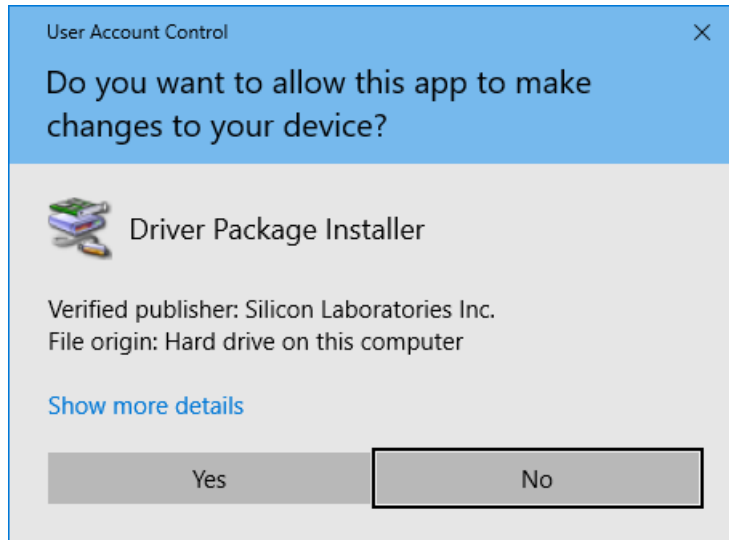 User Account Control
Do you want to allow this app to make
changes to your device?
Driver Package Installer
Verified publisher: Silicon Laboratories Inc.
File origin: Hard drive on this computer
Show more details
Yes
No